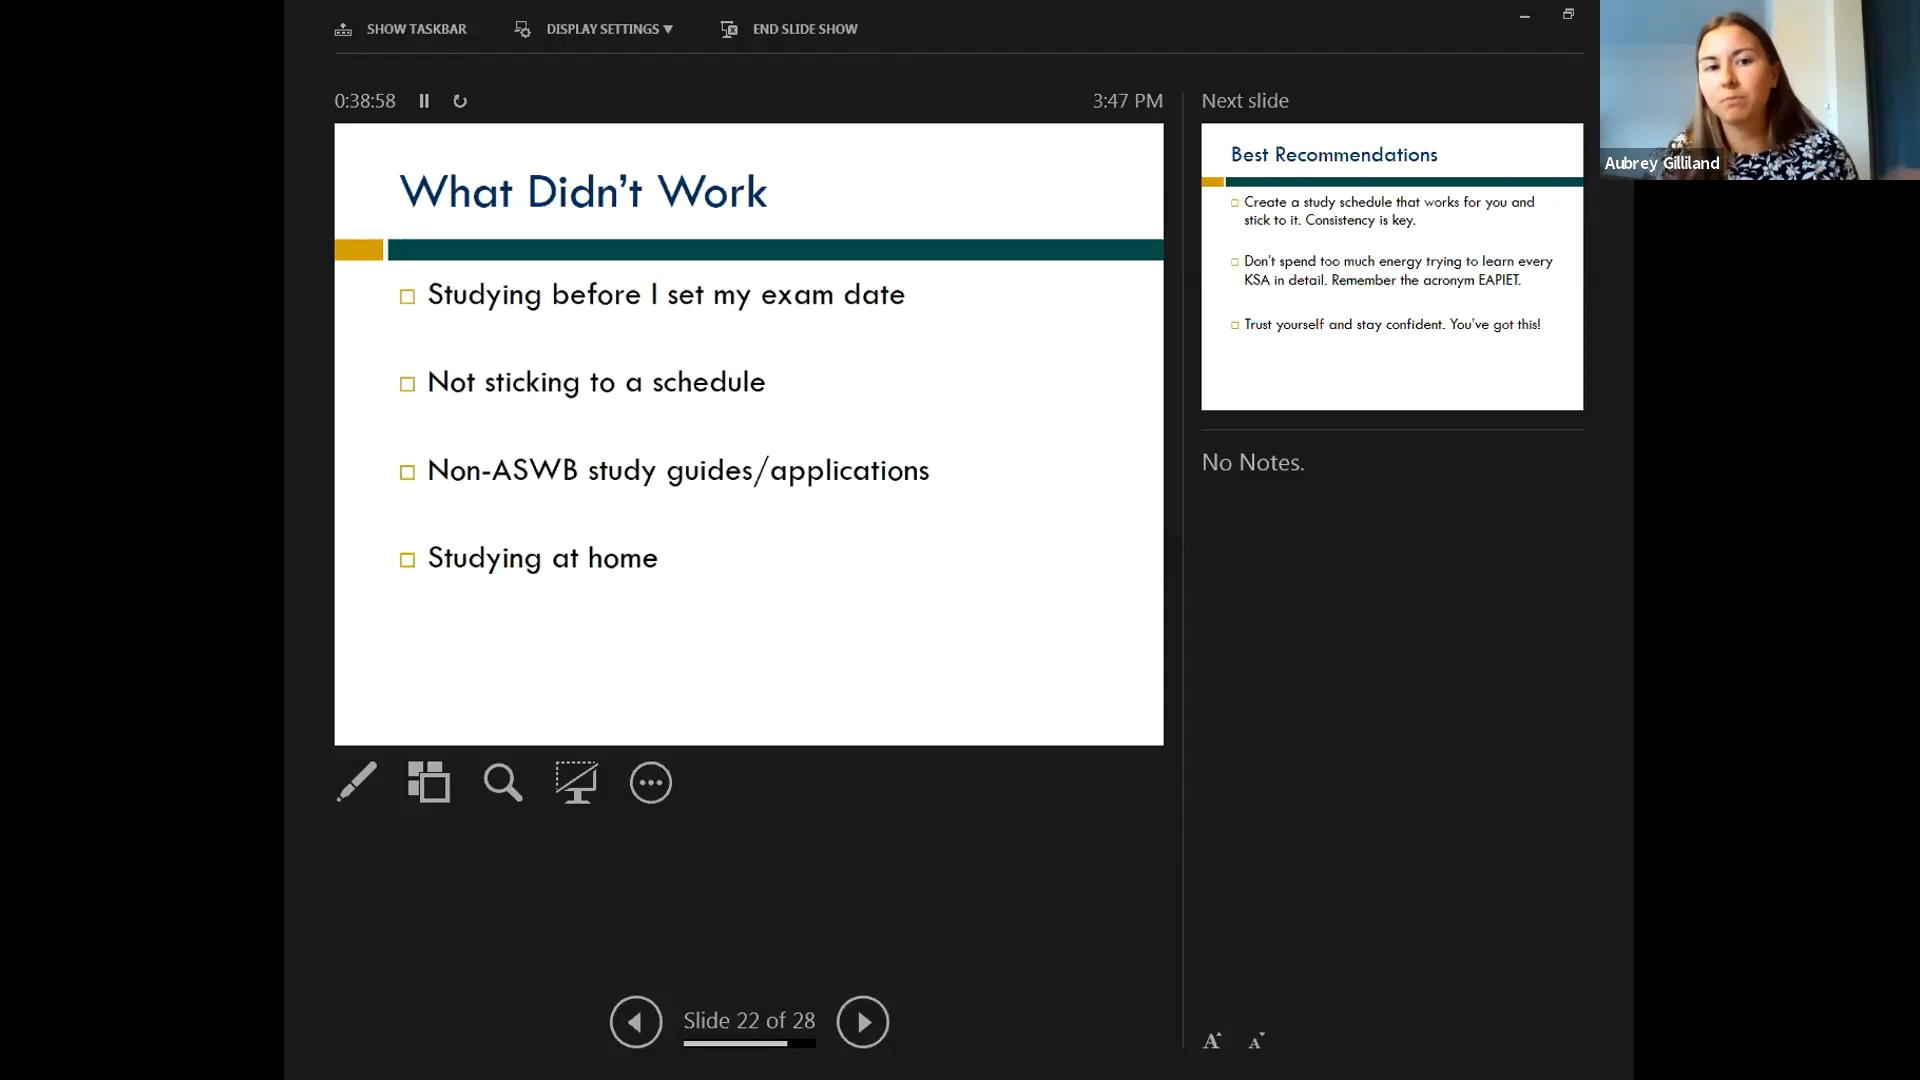 SHOW TASKBAR
DISPLAY SETTINGS ▼
END SLIDE SHOW
0:38:58
3:47 PM
What Didn’t Work
Studying before I set my exam date
Not sticking to a schedule
Non-ASWB study guides/applications
Studying at home
Slide 22 of 28
Next slide
Best Recommendations
Create a study schedule that works for you and
stick to it. Consistency is key.
Don’t spend too much energy trying to learn every
KSA in detail. Remember the acronym EAPIET.
Trust yourself and stay confident. You’ve got this!
No Notes.
A A
Aubrey Gilliland